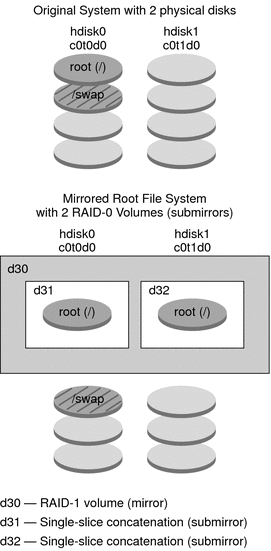 Original System with 2 physical disks
hdisk0 hdisk1
c0t0d0 c0t1d0
root (/)
/swap
Mirrored Root File System
with 2 RAID-0 Volumes (submirrors)
hdisk0 hdisk1
c0t0d0 c0t1d0
d30
d31 d32
root (/) root (/)
/swap
d30 — RAID-1 volume (mirror)
d31 — Single-slice concatenation (submirror)
d32 — Single-slice concatenation (submirror)